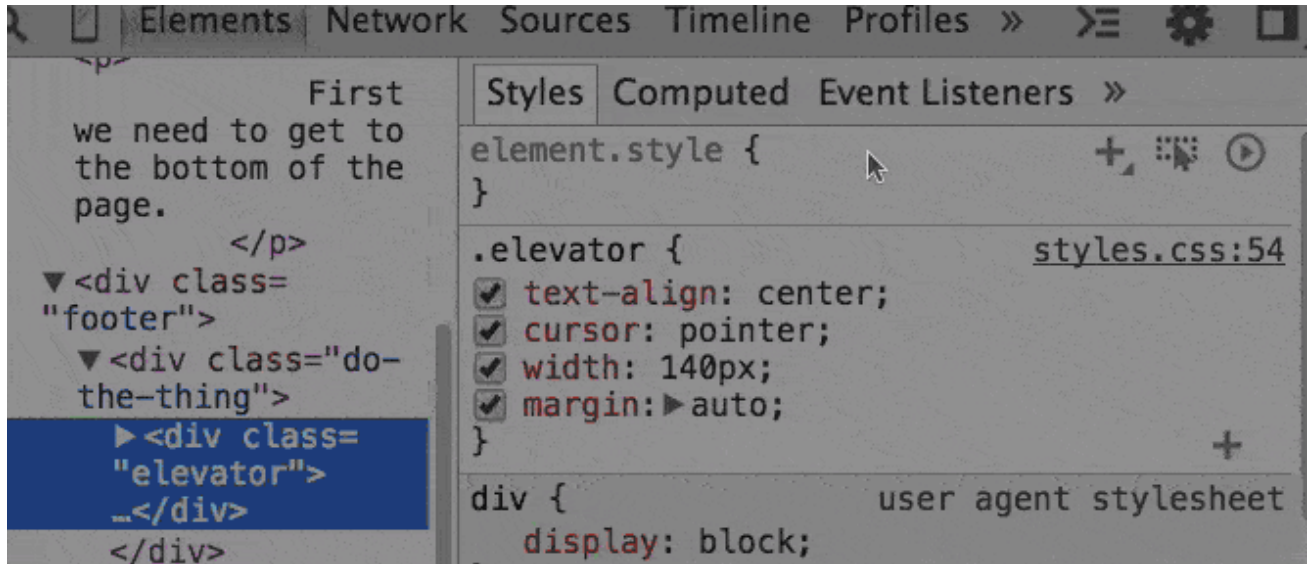 Elements Network Sources Timeline Profiles »
<p>
First
we need to get to
the bottom of the
page.
</p>
▼<div class=
"footer">
▼<div class="do-
the-thing">
▶<div class=
"elevator">
…</div>
</div>
Styles Computed Event Listeners »
element.style {
}
.elevator { styles.css:54
text-align: center;
cursor: pointer;
width: 140px;
margin:▶auto;
}
div { user agent stylesheet
display: block;